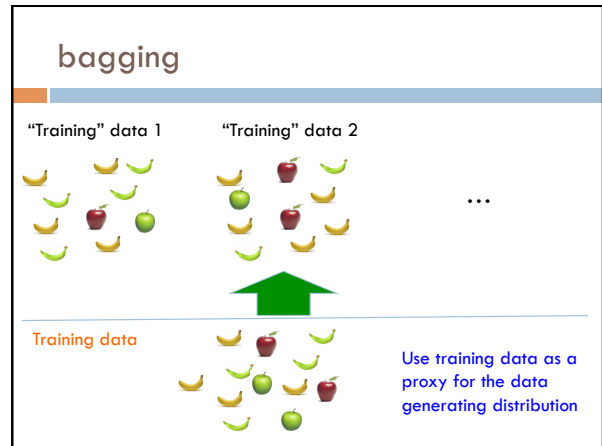 bagging
“Training” data 1
“Training” data 2
...
Training data
Use training data as a
proxy for the data
generating distribution